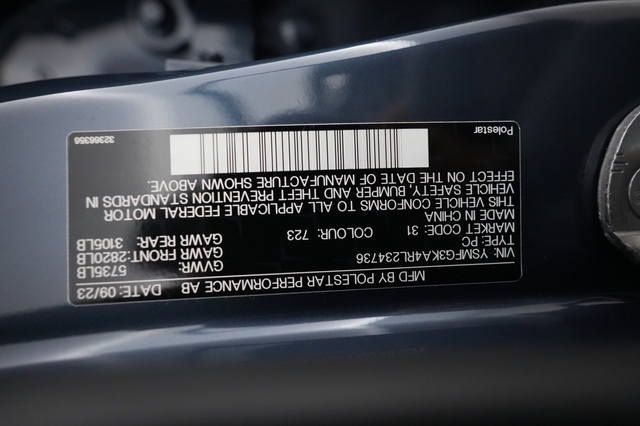 MFD BY POLESTAR PERFORMANCE AB DATE: 09/23
VIN: YSMFG3KA4RL234736
TYPE: PC
MARKET CODE: 31 COLOUR: 723
MADE IN CHINA
GVWR: 5735LB
GAWR FRONT: 2820LB
GAWR REAR: 3106LB
THIS VEHICLE CONFORMS TO ALL APPLICABLE FEDERAL MOTOR
VEHICLE SAFETY, BUMPER AND THEFT PREVENTION STANDARDS IN
EFFECT ON THE DATE OF MANUFACTURE SHOWN ABOVE.
Polestar
32366356